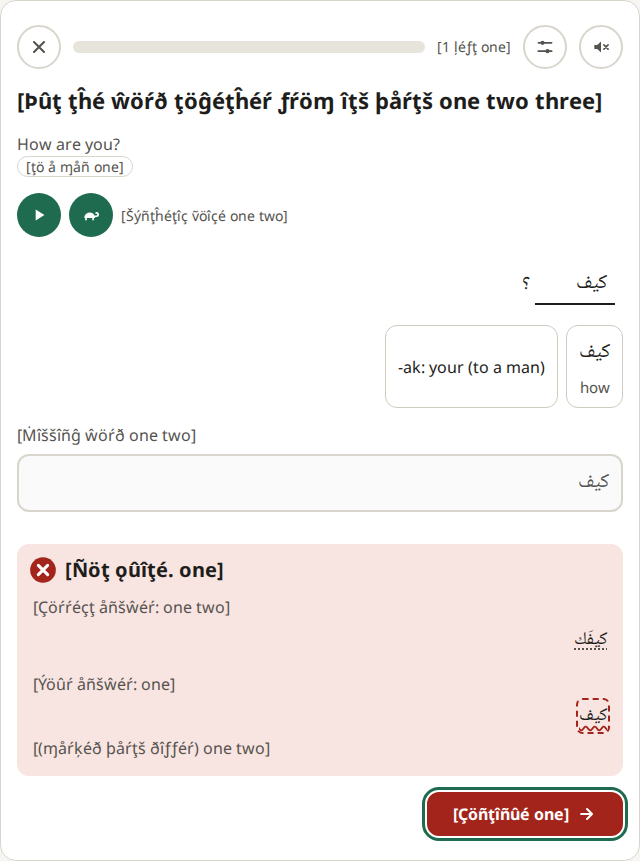 [1 ļéƒţ one]
[Þûţ ţĥé ŵöŕð ţöĝéţĥéŕ ƒŕöɱ îţš þåŕţš one two three]
How are you?
[ţö å ɱåñ one]
[Šýñţĥéţîç ṽöîçé one two]
كيف ؟
كيف
how
-ak: your (to a man)
[Ṁîššîñĝ ŵöŕð one two]
كيف
[Ñöţ ǫûîţé. one]
[Çöŕŕéçţ åñšŵéŕ: one two]
كيفَك
[Ýöûŕ åñšŵéŕ: one]
كيف
[(ɱåŕķéð þåŕţš ðîƒƒéŕ) one two]
[Çöñţîñûé one]